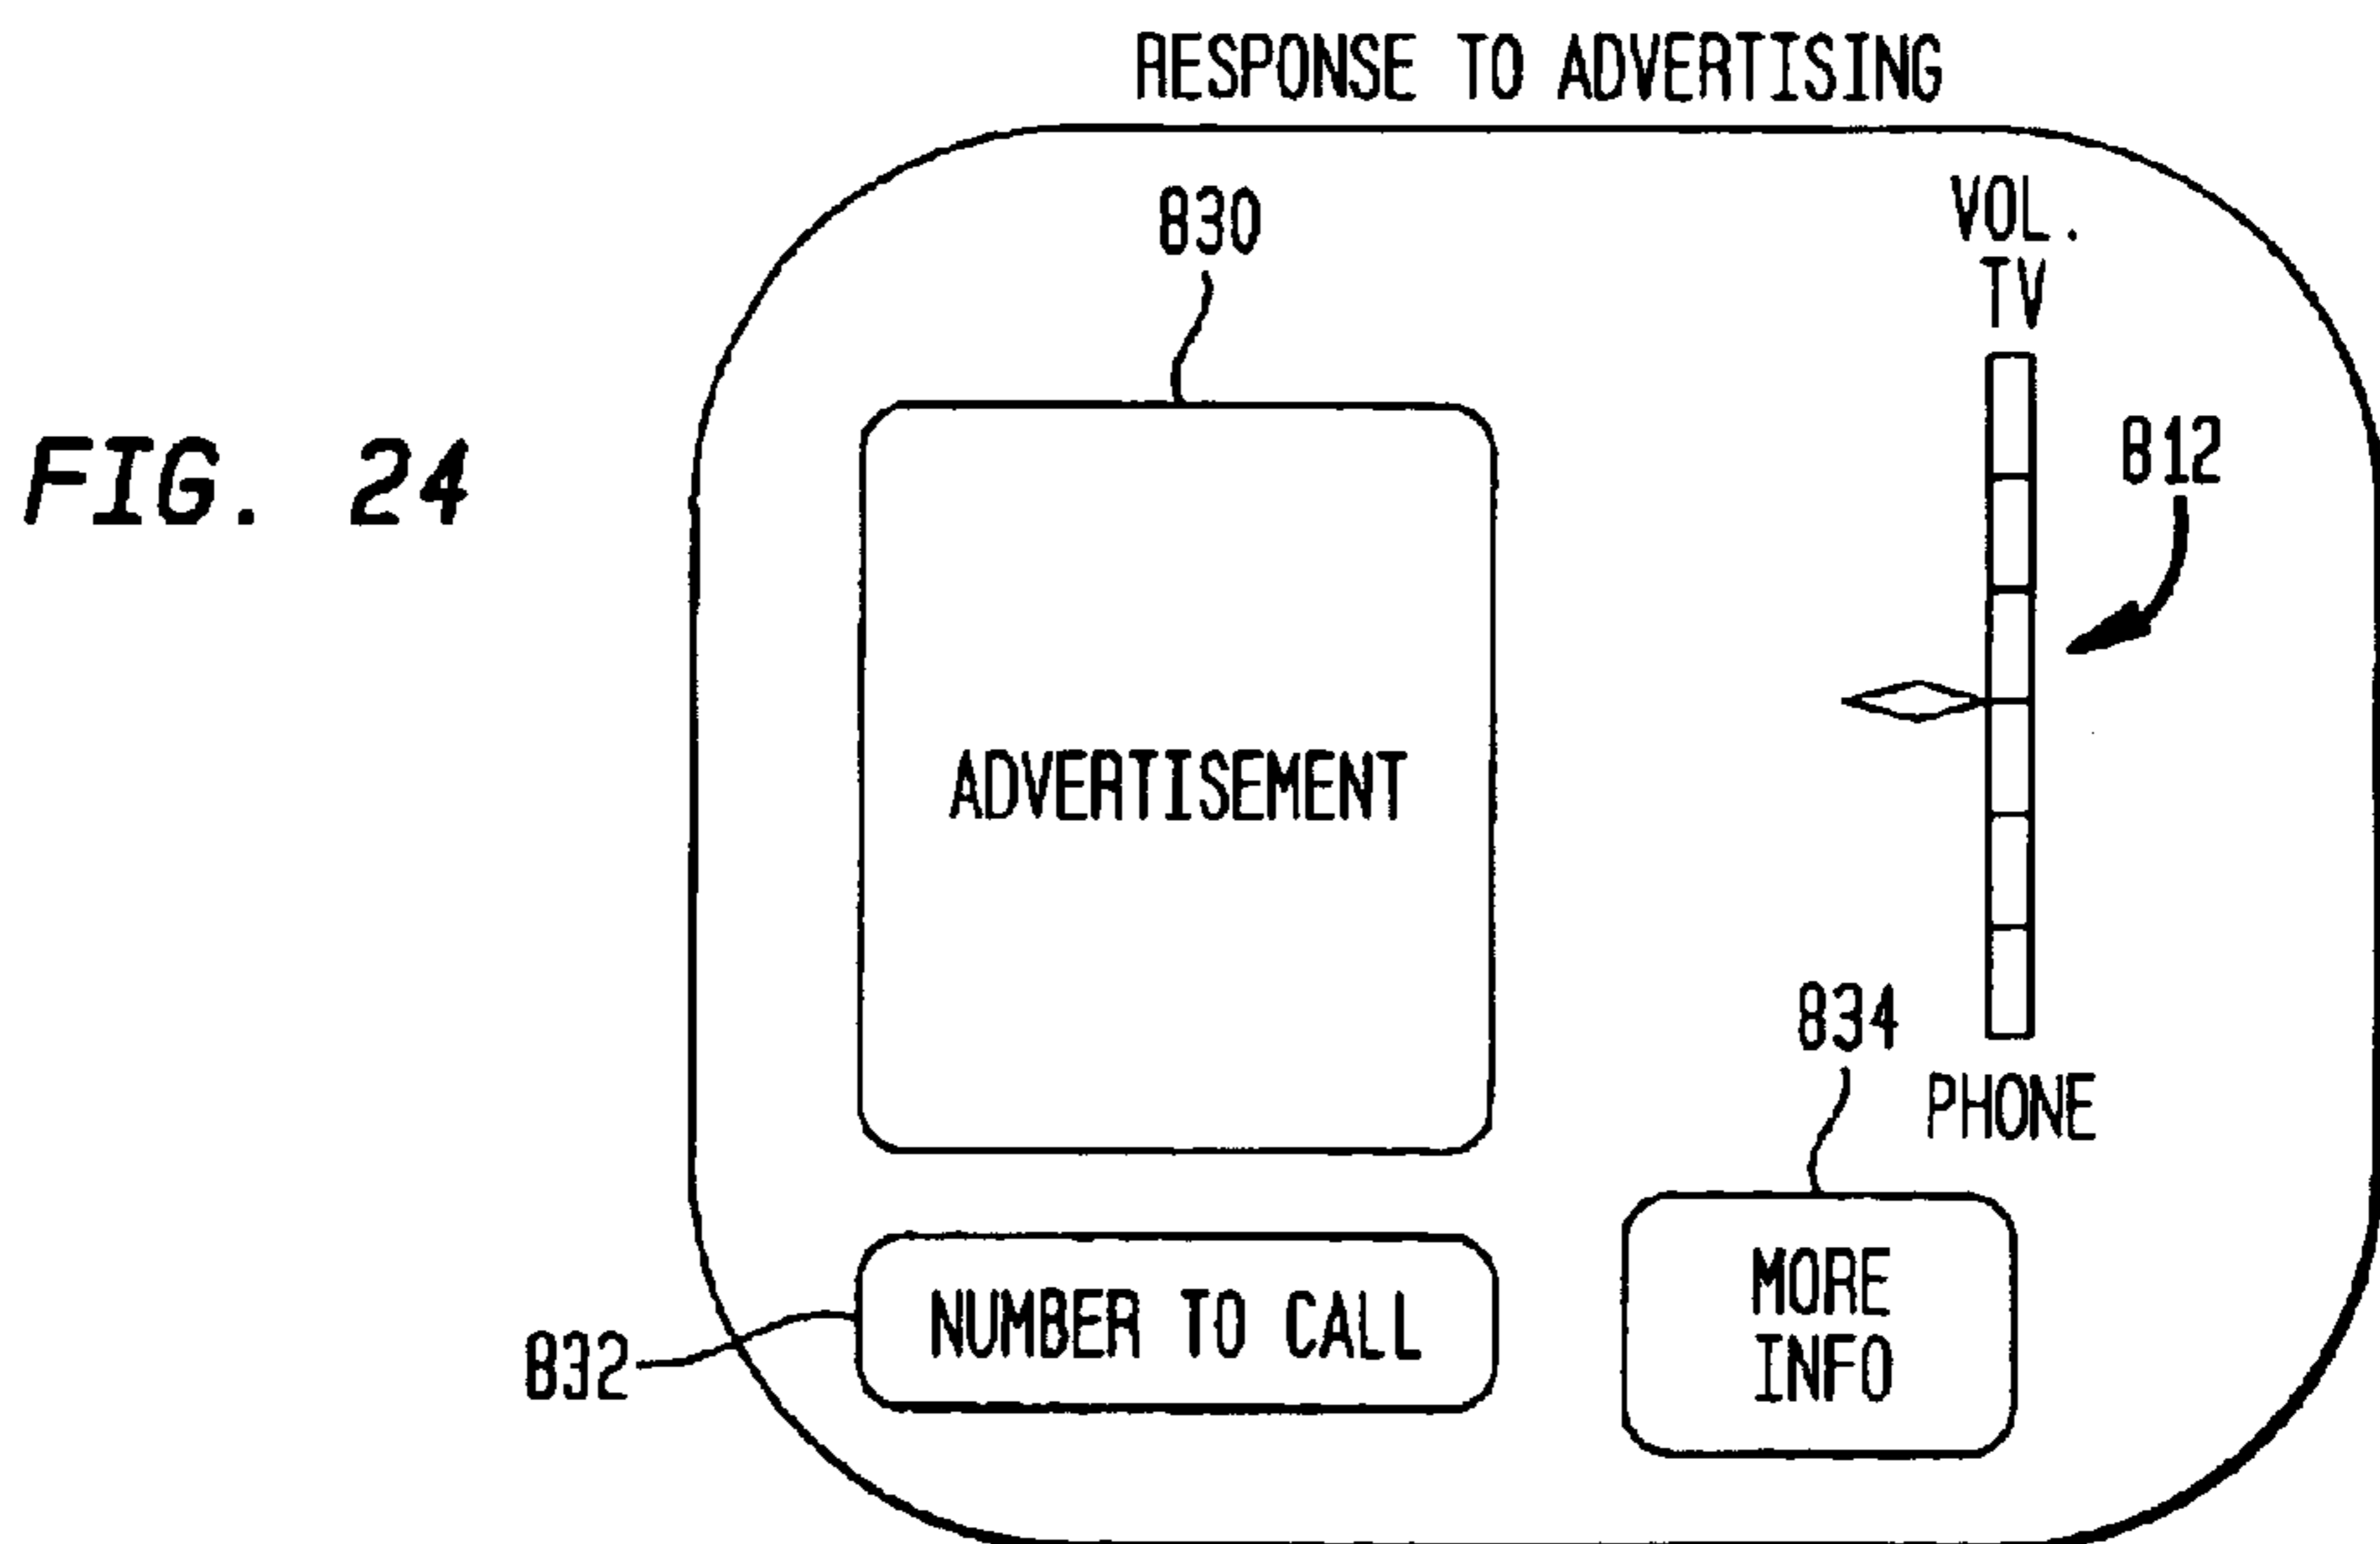 RESPONSE TO ADVERTISING
830
VOL.
TV
812
FIG. 24
ADVERTISEMENT
834
PHONE
NUMBER TO CALL
MORE
INFO
832